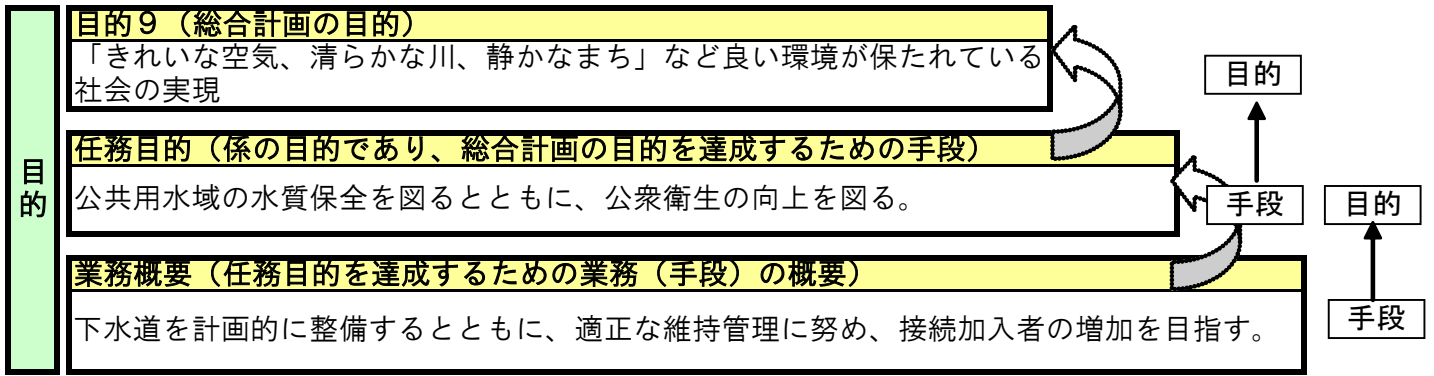 目的
目的９（総合計画の目的）
「きれいな空気、清らかな川、静かなまち」など良い環境が保たれている
社会の実現
任務目的（係の目的であり、総合計画の目的を達成するための手段）
公共用水域の水質保全を図るとともに、公衆衛生の向上を図る。
業務概要（任務目的を達成するための業務（手段）の概要）
下水道を計画的に整備するとともに、適正な維持管理に努め、接続加入者の増加を目指す。
目的
手段
目的
手段